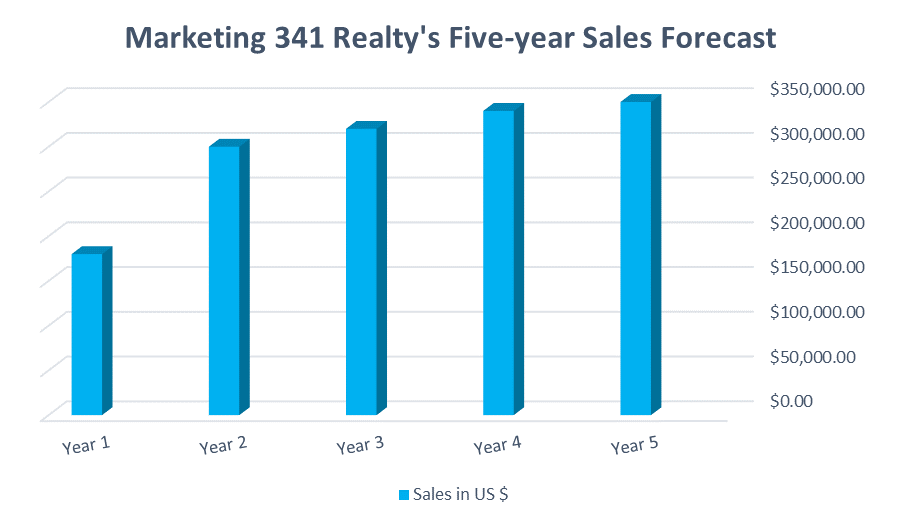 Marketing 341 Realty's Five-year Sales Forecast
$350,000.00
$300,000.00
$250,000.00
$200,000.00
$150,000.00
$100,000.00
$50,000.00
$0.00
Year 1
Year 2
Year 3
Year 4
Year 5
Sales in US $